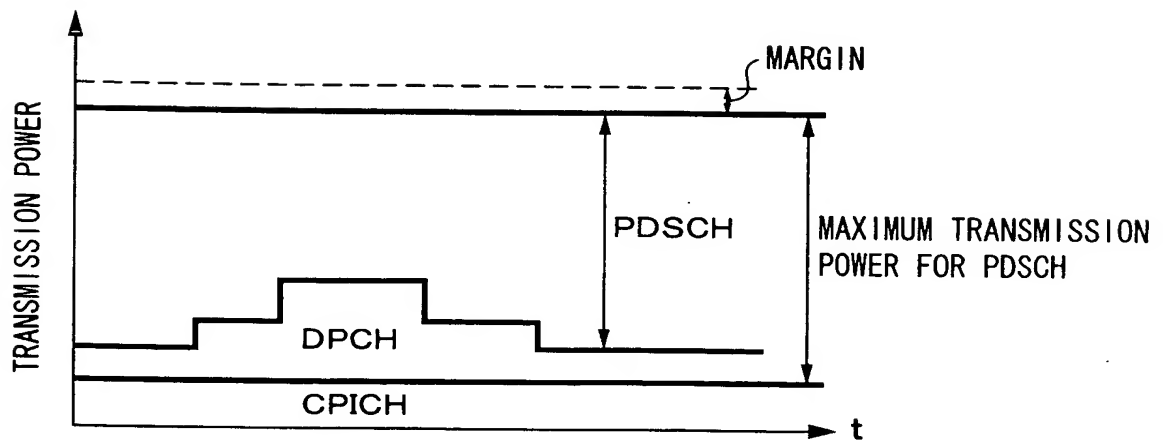 MARGIN
TRANSMISSION POWER
PDSCH
MAXIMUM TRANSMISSION
POWER FOR PDSCH
DPCH
CPICH
t